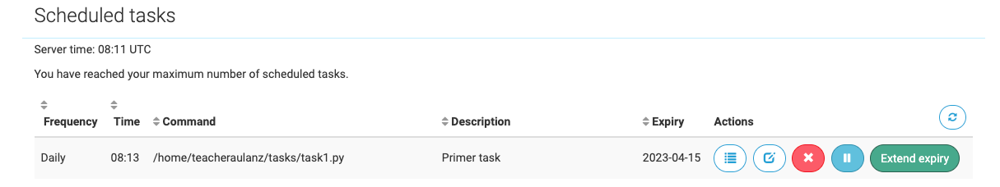 Scheduled tasks
Server time: 08:11 UTC
You have reached your maximum number of scheduled tasks.
Frequency Time Command Description Expiry Actions
Daily 08:13 /home/teacheraulanz/tasks/task1.py Primer task 2023-04-15 Extend expiry